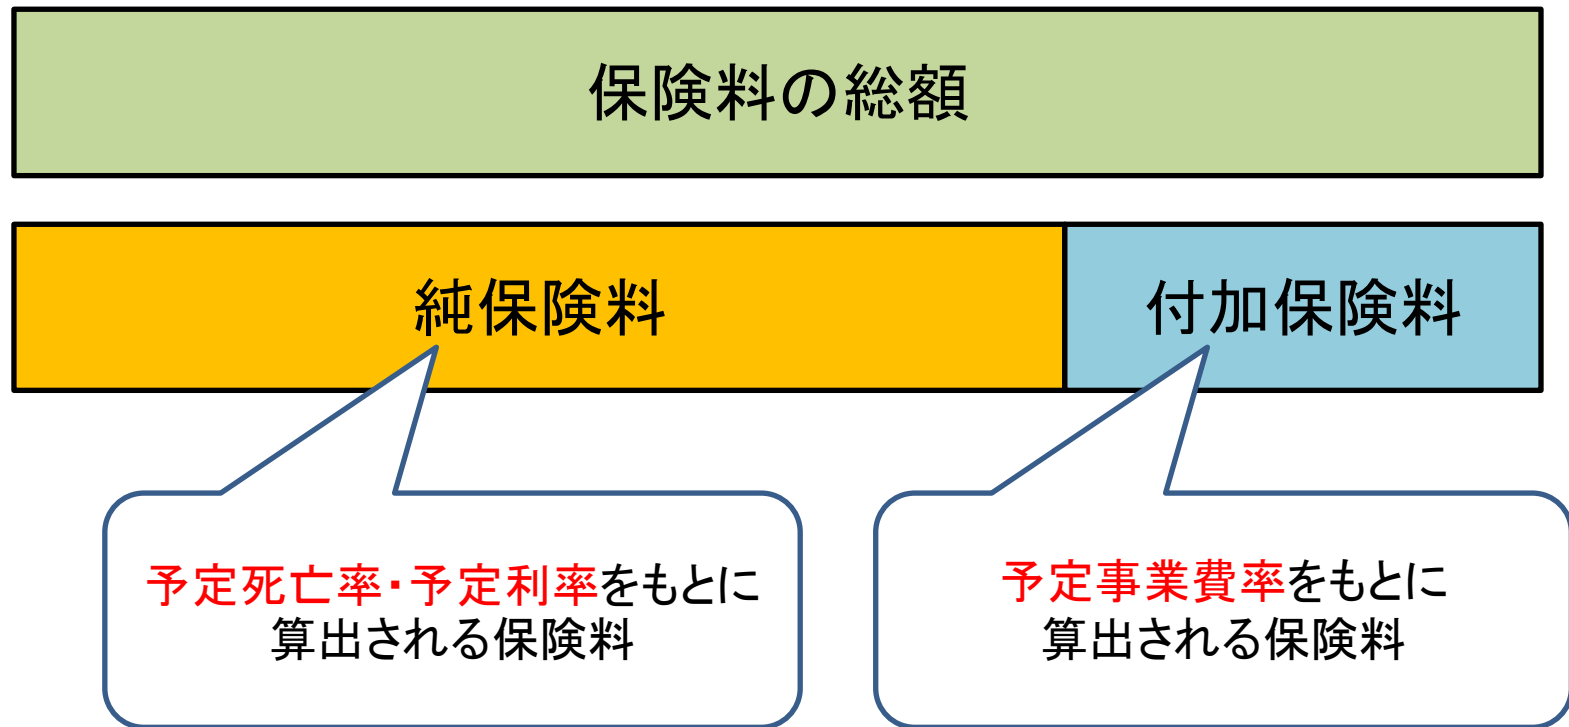 保険料の総額
純保険料
付加保険料
予定死亡率・予定利率をもとに
算出される保険料
予定事業費率をもとに
算出される保険料